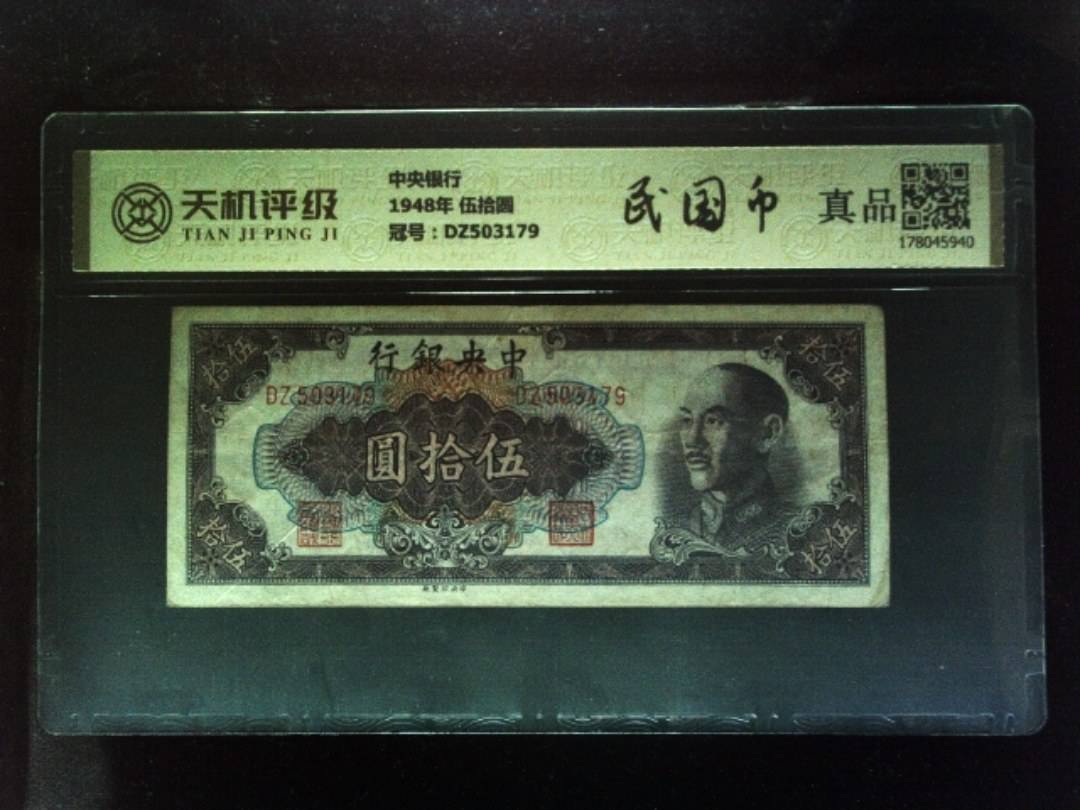 天机评级
TIAN JI PING JI
中央银行
1948年 伍拾圆
冠号：DZ503179
民国币
真品
178045940
行銀央中
DZ503179 DZ503179
圓拾伍
拾伍
拾伍
拾伍
拾伍